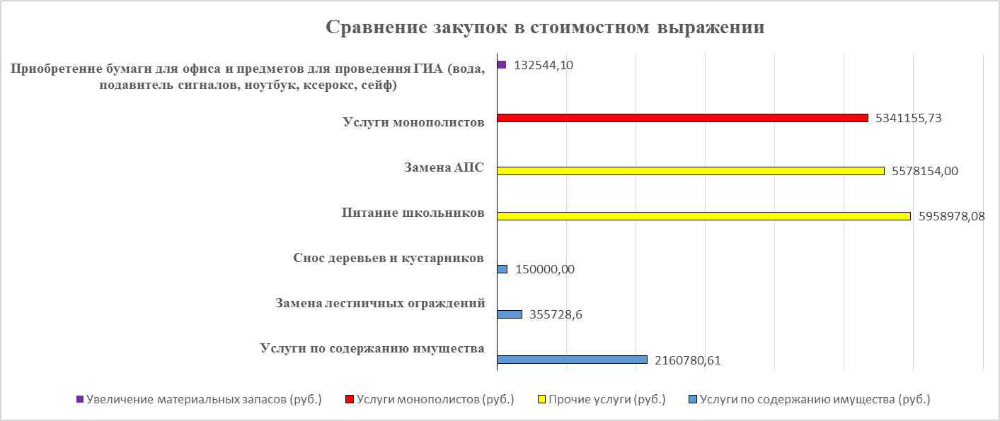 Сравнение закупок в стоимостном выражении
Приобретение бумаги для офиса и предметов для проведения ГИА (вода,
подавитель сигналов, ноутбук, ксерокс, сейф)
132544,10
Услуги монополистов
5341155,73
Замена АПС
5578154,00
Питание школьников
5958978,08
Снос деревьев и кустарников
150000,00
Замена лестничных ограждений
355728,6
Услуги по содержанию имущества
2160780,61
Увеличение материальных запасов (руб.)
Услуги монополистов (руб.)
Прочие услуги (руб.)
Услуги по содержанию имущества (руб.)